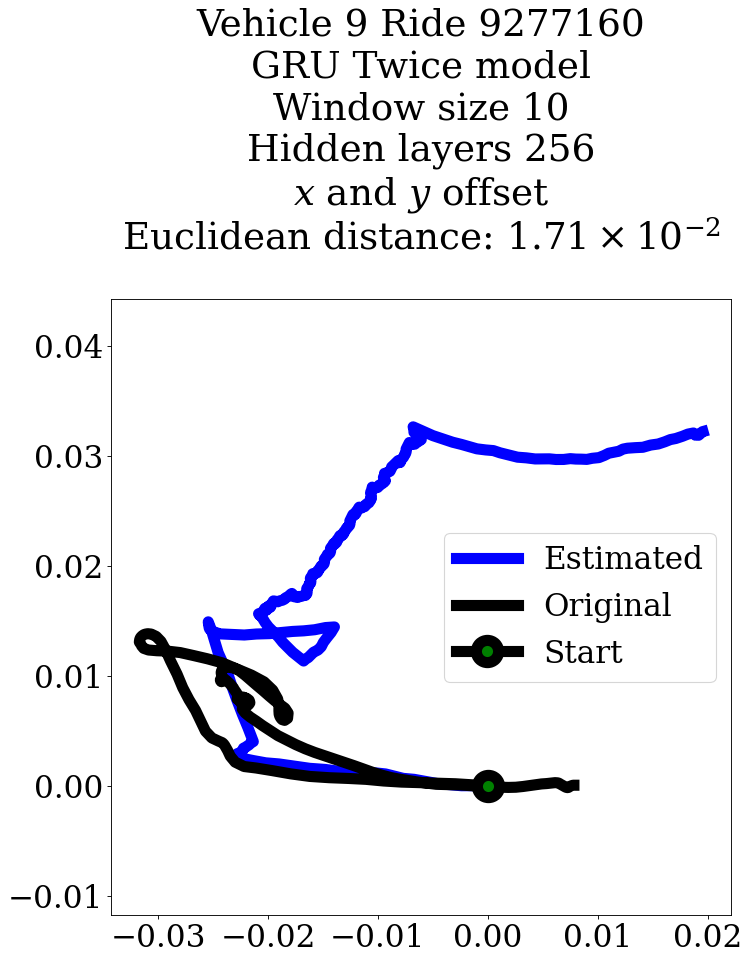 Vehicle 9 Ride 9277160
GRU Twice model
Window size 10
Hidden layers 256
x and y offset
Euclidean distance: 1.71 × 10⁻²
0.04
0.03
0.02
0.01
0.00
−0.01
Estimated
Original
Start
−0.03 −0.02 −0.01 0.00 0.01 0.02